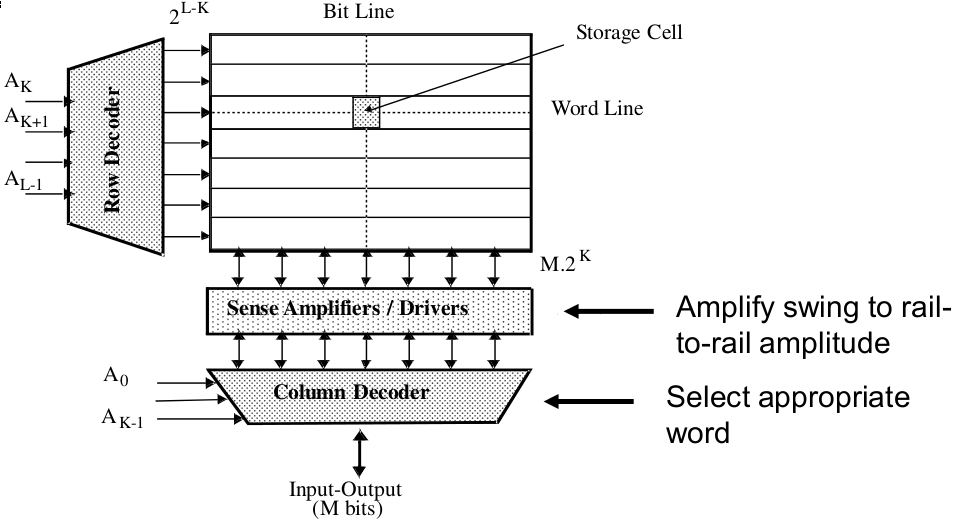 2^{L-K}
Bit Line
Storage Cell
A_K
A_{K+1}
A_{L-1}
Row Decoder
Word Line
M.2^K
Sense Amplifiers / Drivers
Amplify swing to rail-
to-rail amplitude
A_0
A_{K-1}
Column Decoder
Select appropriate
word
Input-Output
(M bits)